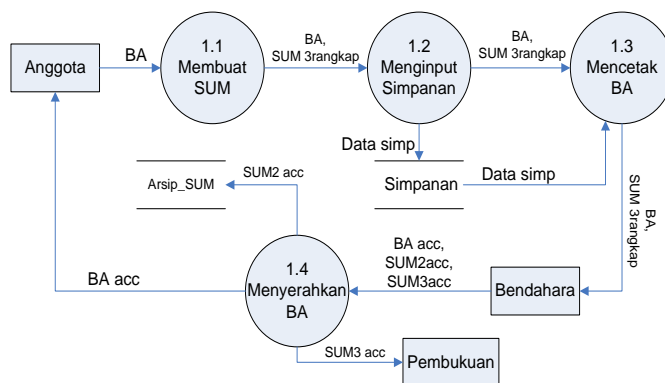 Anggota
BA
1.1
Membuat
SUM
BA,
SUM 3rangkap
1.2
Menginput
Simpanan
BA,
SUM 3rangkap
1.3
Mencetak
BA
Data simp
Arsip_SUM
SUM2 acc
Simpanan
Data simp
BA,
SUM 3rangkap
BA acc
1.4
Menyerahkan
BA
BA acc,
SUM2acc,
SUM3acc
Bendahara
SUM3 acc
Pembukuan